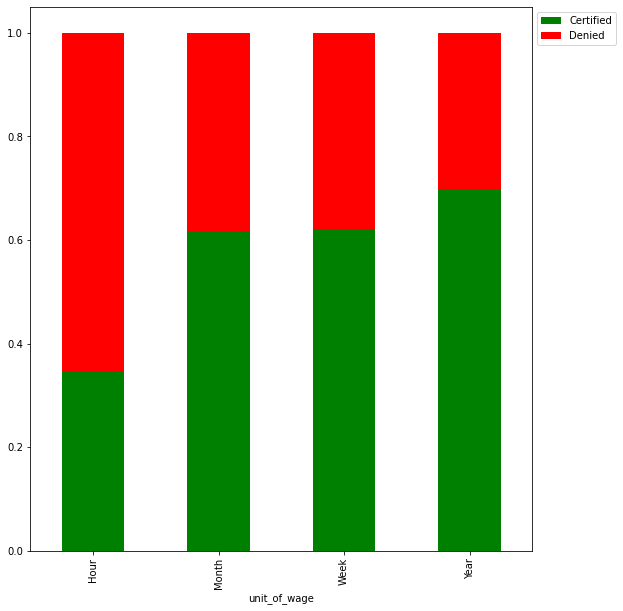 Certified
Denied
1.0
0.8
0.6
0.4
0.2
0.0
Hour
Month
Week
Year
unit_of_wage